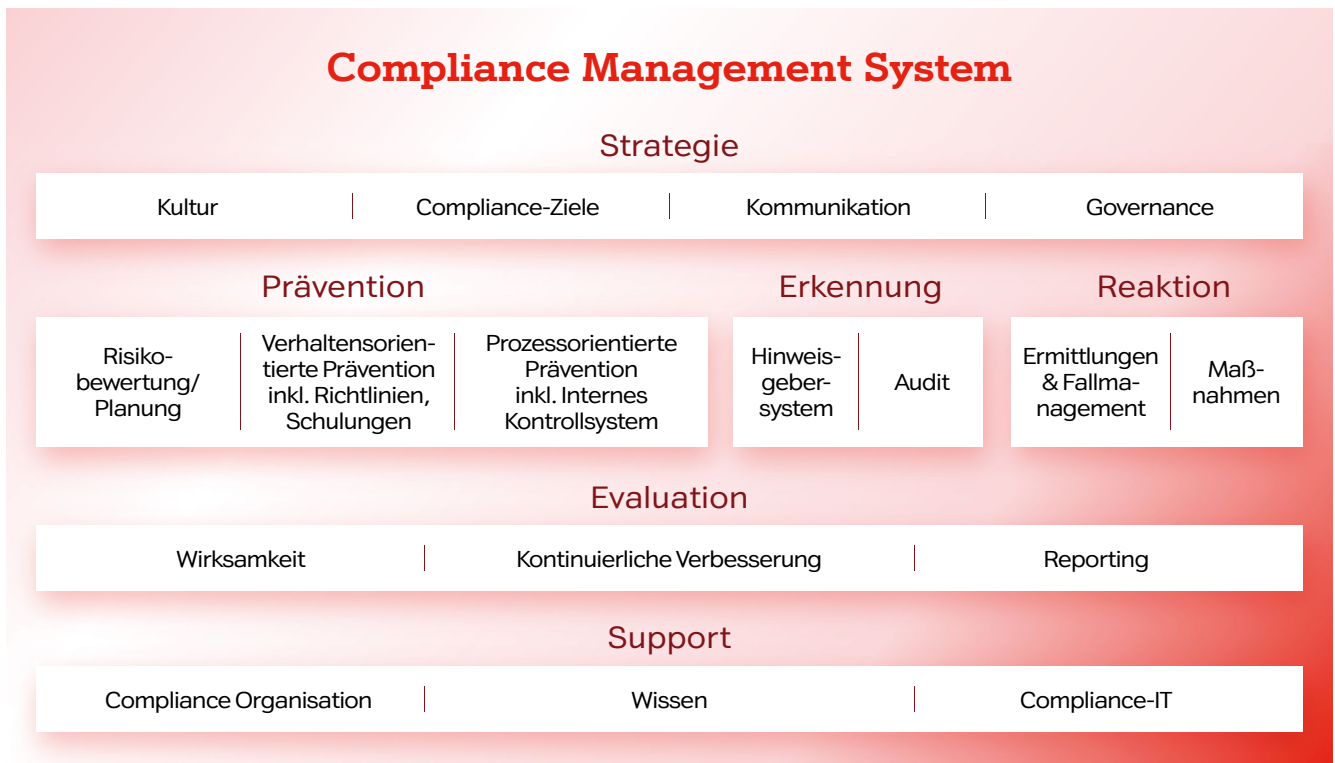 Compliance Management System
Strategie
Kultur
Compliance-Ziele
Kommunikation
Governance
Prävention
Risiko-
bewertung/
Planung
Verhaltensorien-
tierte Prävention
inkl. Richtlinien,
Schulungen
Prozessorientierte
Prävention
inkl. Internes
Kontrollsystem
Erkennung
Hinweis-
geber-
system
Audit
Reaktion
Ermittlungen
& Fallma-
nagement
Maß-
nahmen
Evaluation
Wirksamkeit
Kontinuierliche Verbesserung
Reporting
Support
Compliance Organisation
Wissen
Compliance-IT